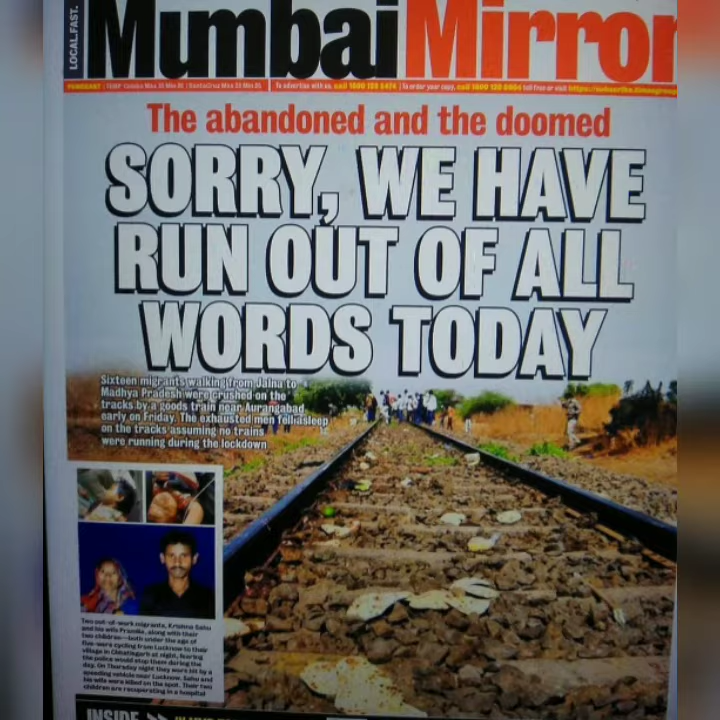 LOCAL.FAST.
Mumbai Mirror
The abandoned and the doomed
SORRY, WE HAVE
RUN OUT OF ALL
WORDS TODAY
Sixteen migrants walking from Jalna to
Madhya Pradesh were crushed on the
tracks by a goods train near Aurangabad
early on Friday. The exhausted men fell asleep
on the tracks assuming no trains
were running during the lockdown
Two out-of-work migrants, Krishna Sahu
and his wife Pramila, along with their
two children—both under the age of
five—were cycling from Lucknow to their
village in Chhatisgarh at night, fearing
the police would stop them during the
day. On Thursday night they were hit by a
speeding vehicle near Lucknow. Sahu and
his wife were killed on the spot. Their two
children are recuperating in a hospital
INSIDE >>